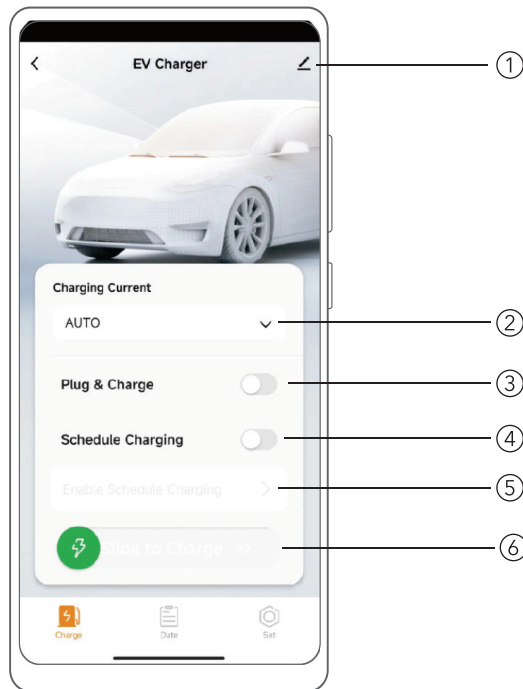 EV Charger
①
Charging Current
AUTO
②
Plug & Charge
③
Schedule Charging
④
Enable Schedule Charging
⑤
Slide to Charge >>
⑥
Charge
Date
Set